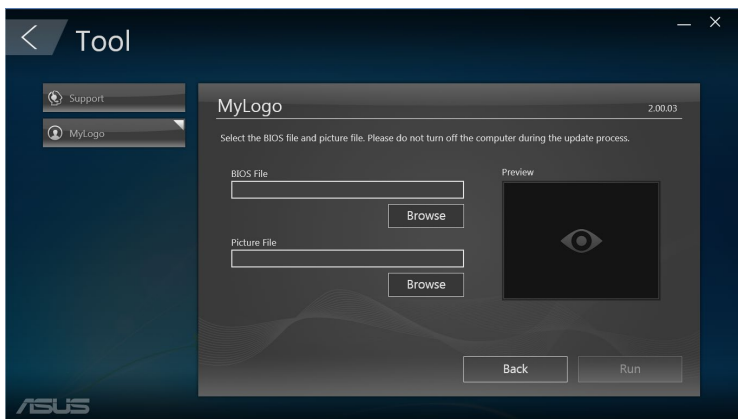 Tool
Support
MyLogo
MyLogo
2.00.03
Select the BIOS file and picture file. Please do not turn off the computer during the update process.
BIOS File
Preview
Browse
Picture File
Browse
Back
Run
ASUS